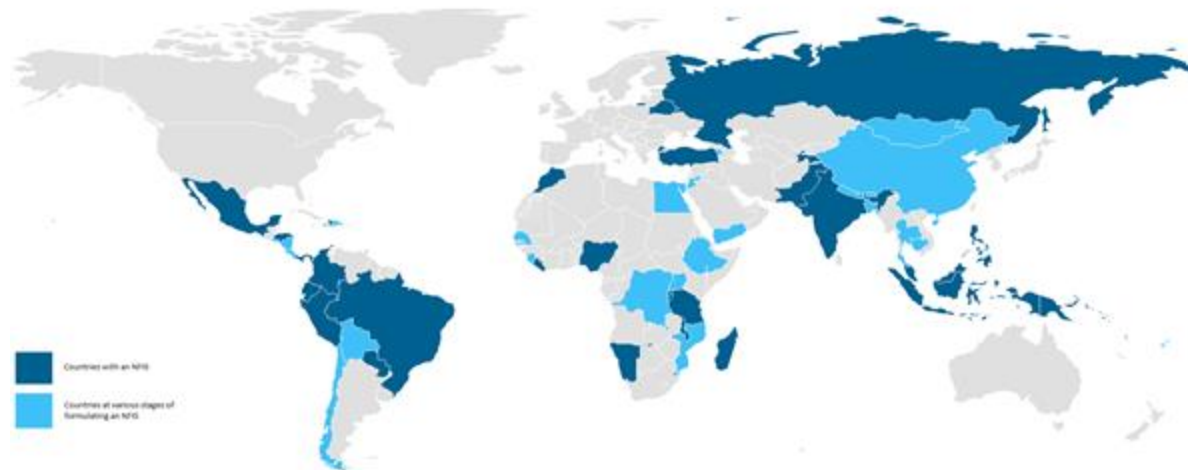 Countries with an NFIS
Countries at various stages of
formulating an NFIS